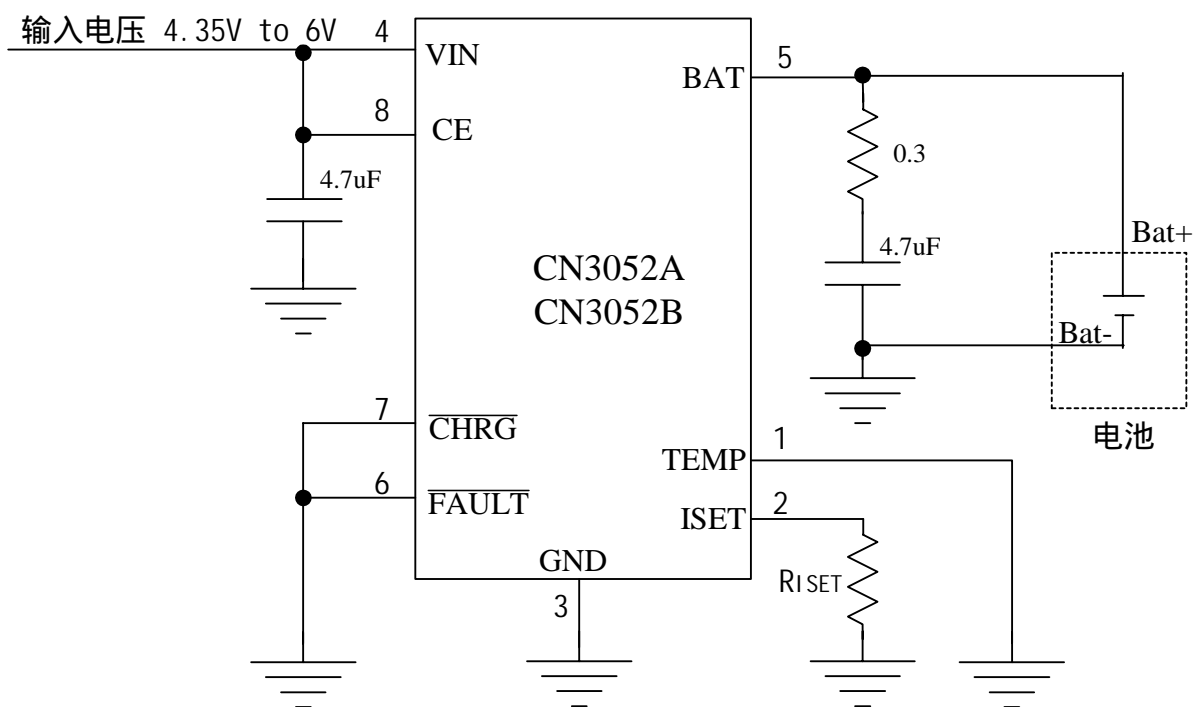 输入电压 4.35V to 6V
4
VIN
8
CE
4.7uF
BAT
5
0.3
4.7uF
Bat+
Bat-
电池
CN3052A
CN3052B
7
CHRG
6
FAULT
TEMP
1
ISET
2
RISET
GND
3